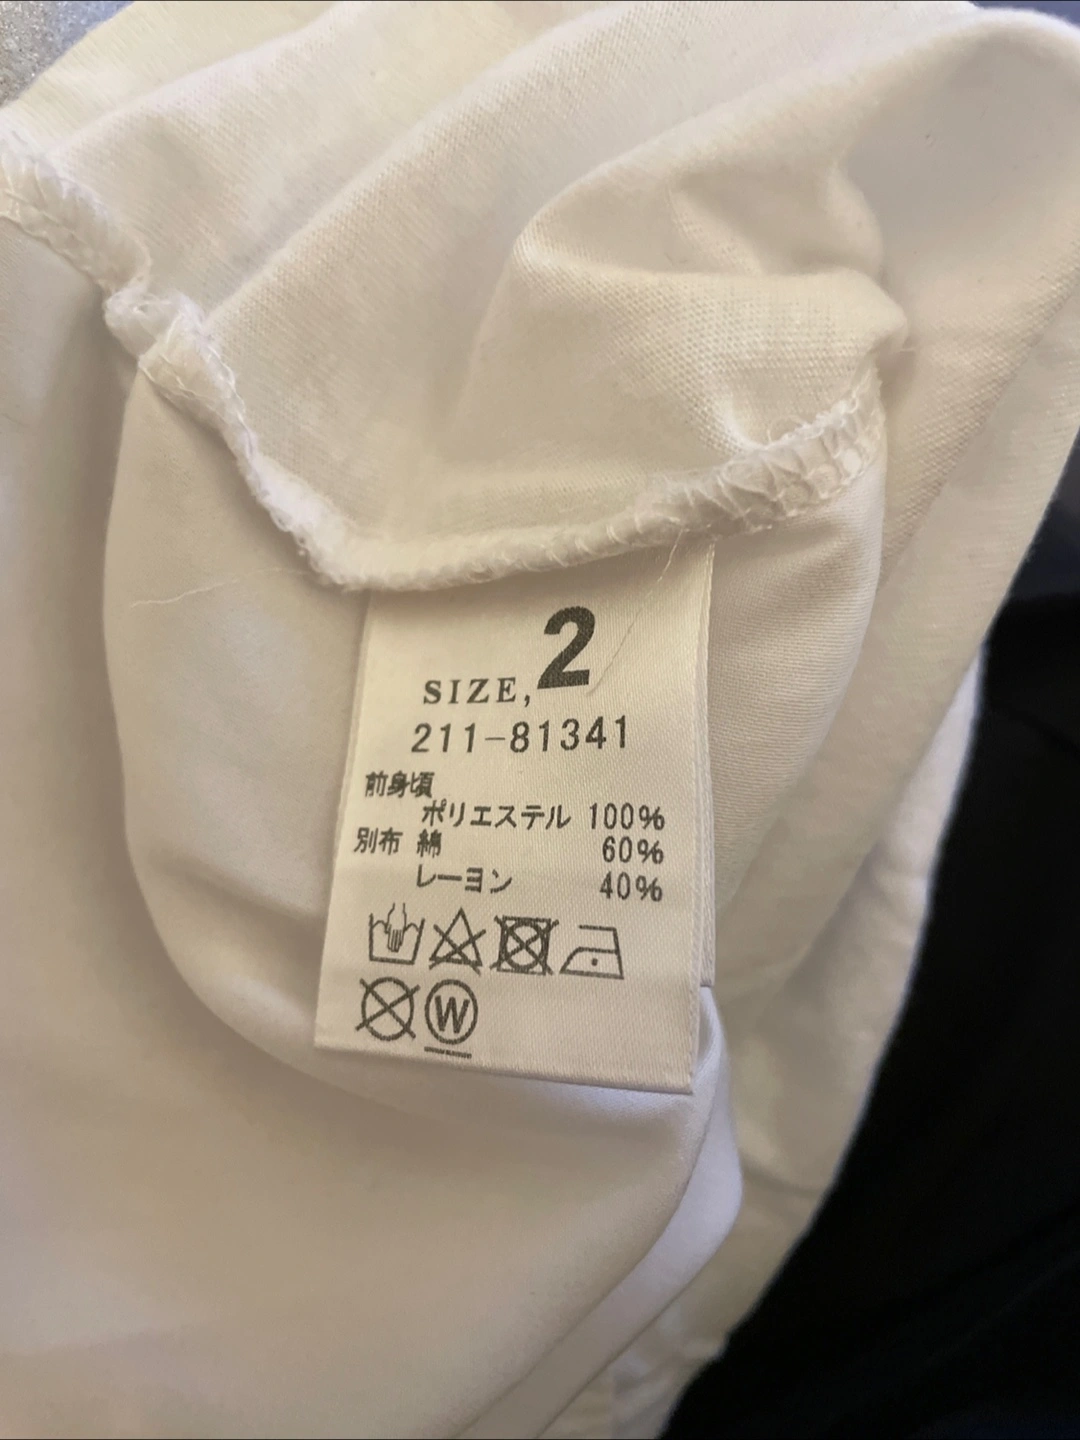 SIZE, 2
211-81341
前身頃
ポリエステル 100%
別布 綿 60%
レーヨン 40%
W